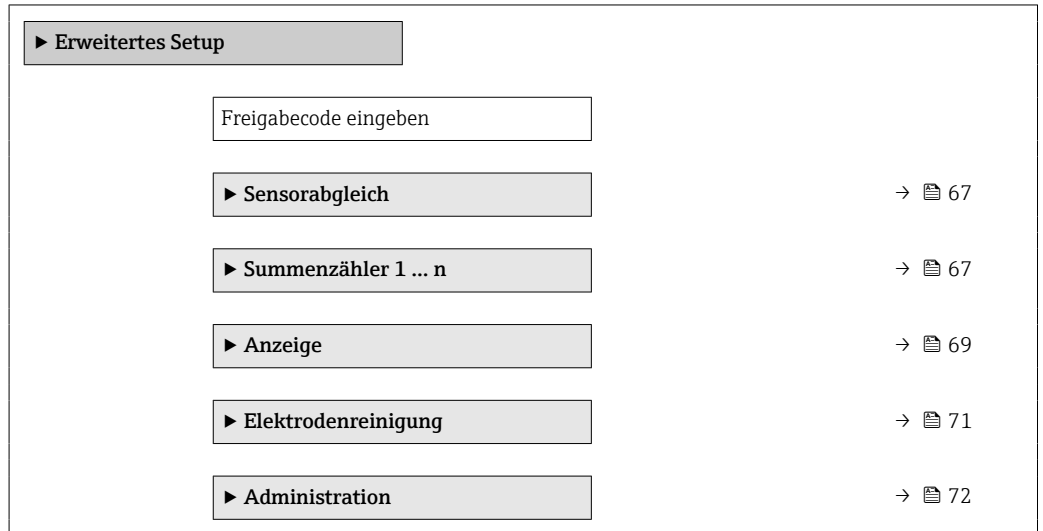 ▶ Erweitertes Setup
Freigabecode eingeben
▶ Sensorabgleich → 67
▶ Summenzähler 1 … n → 67
▶ Anzeige → 69
▶ Elektrodenreinigung → 71
▶ Administration → 72